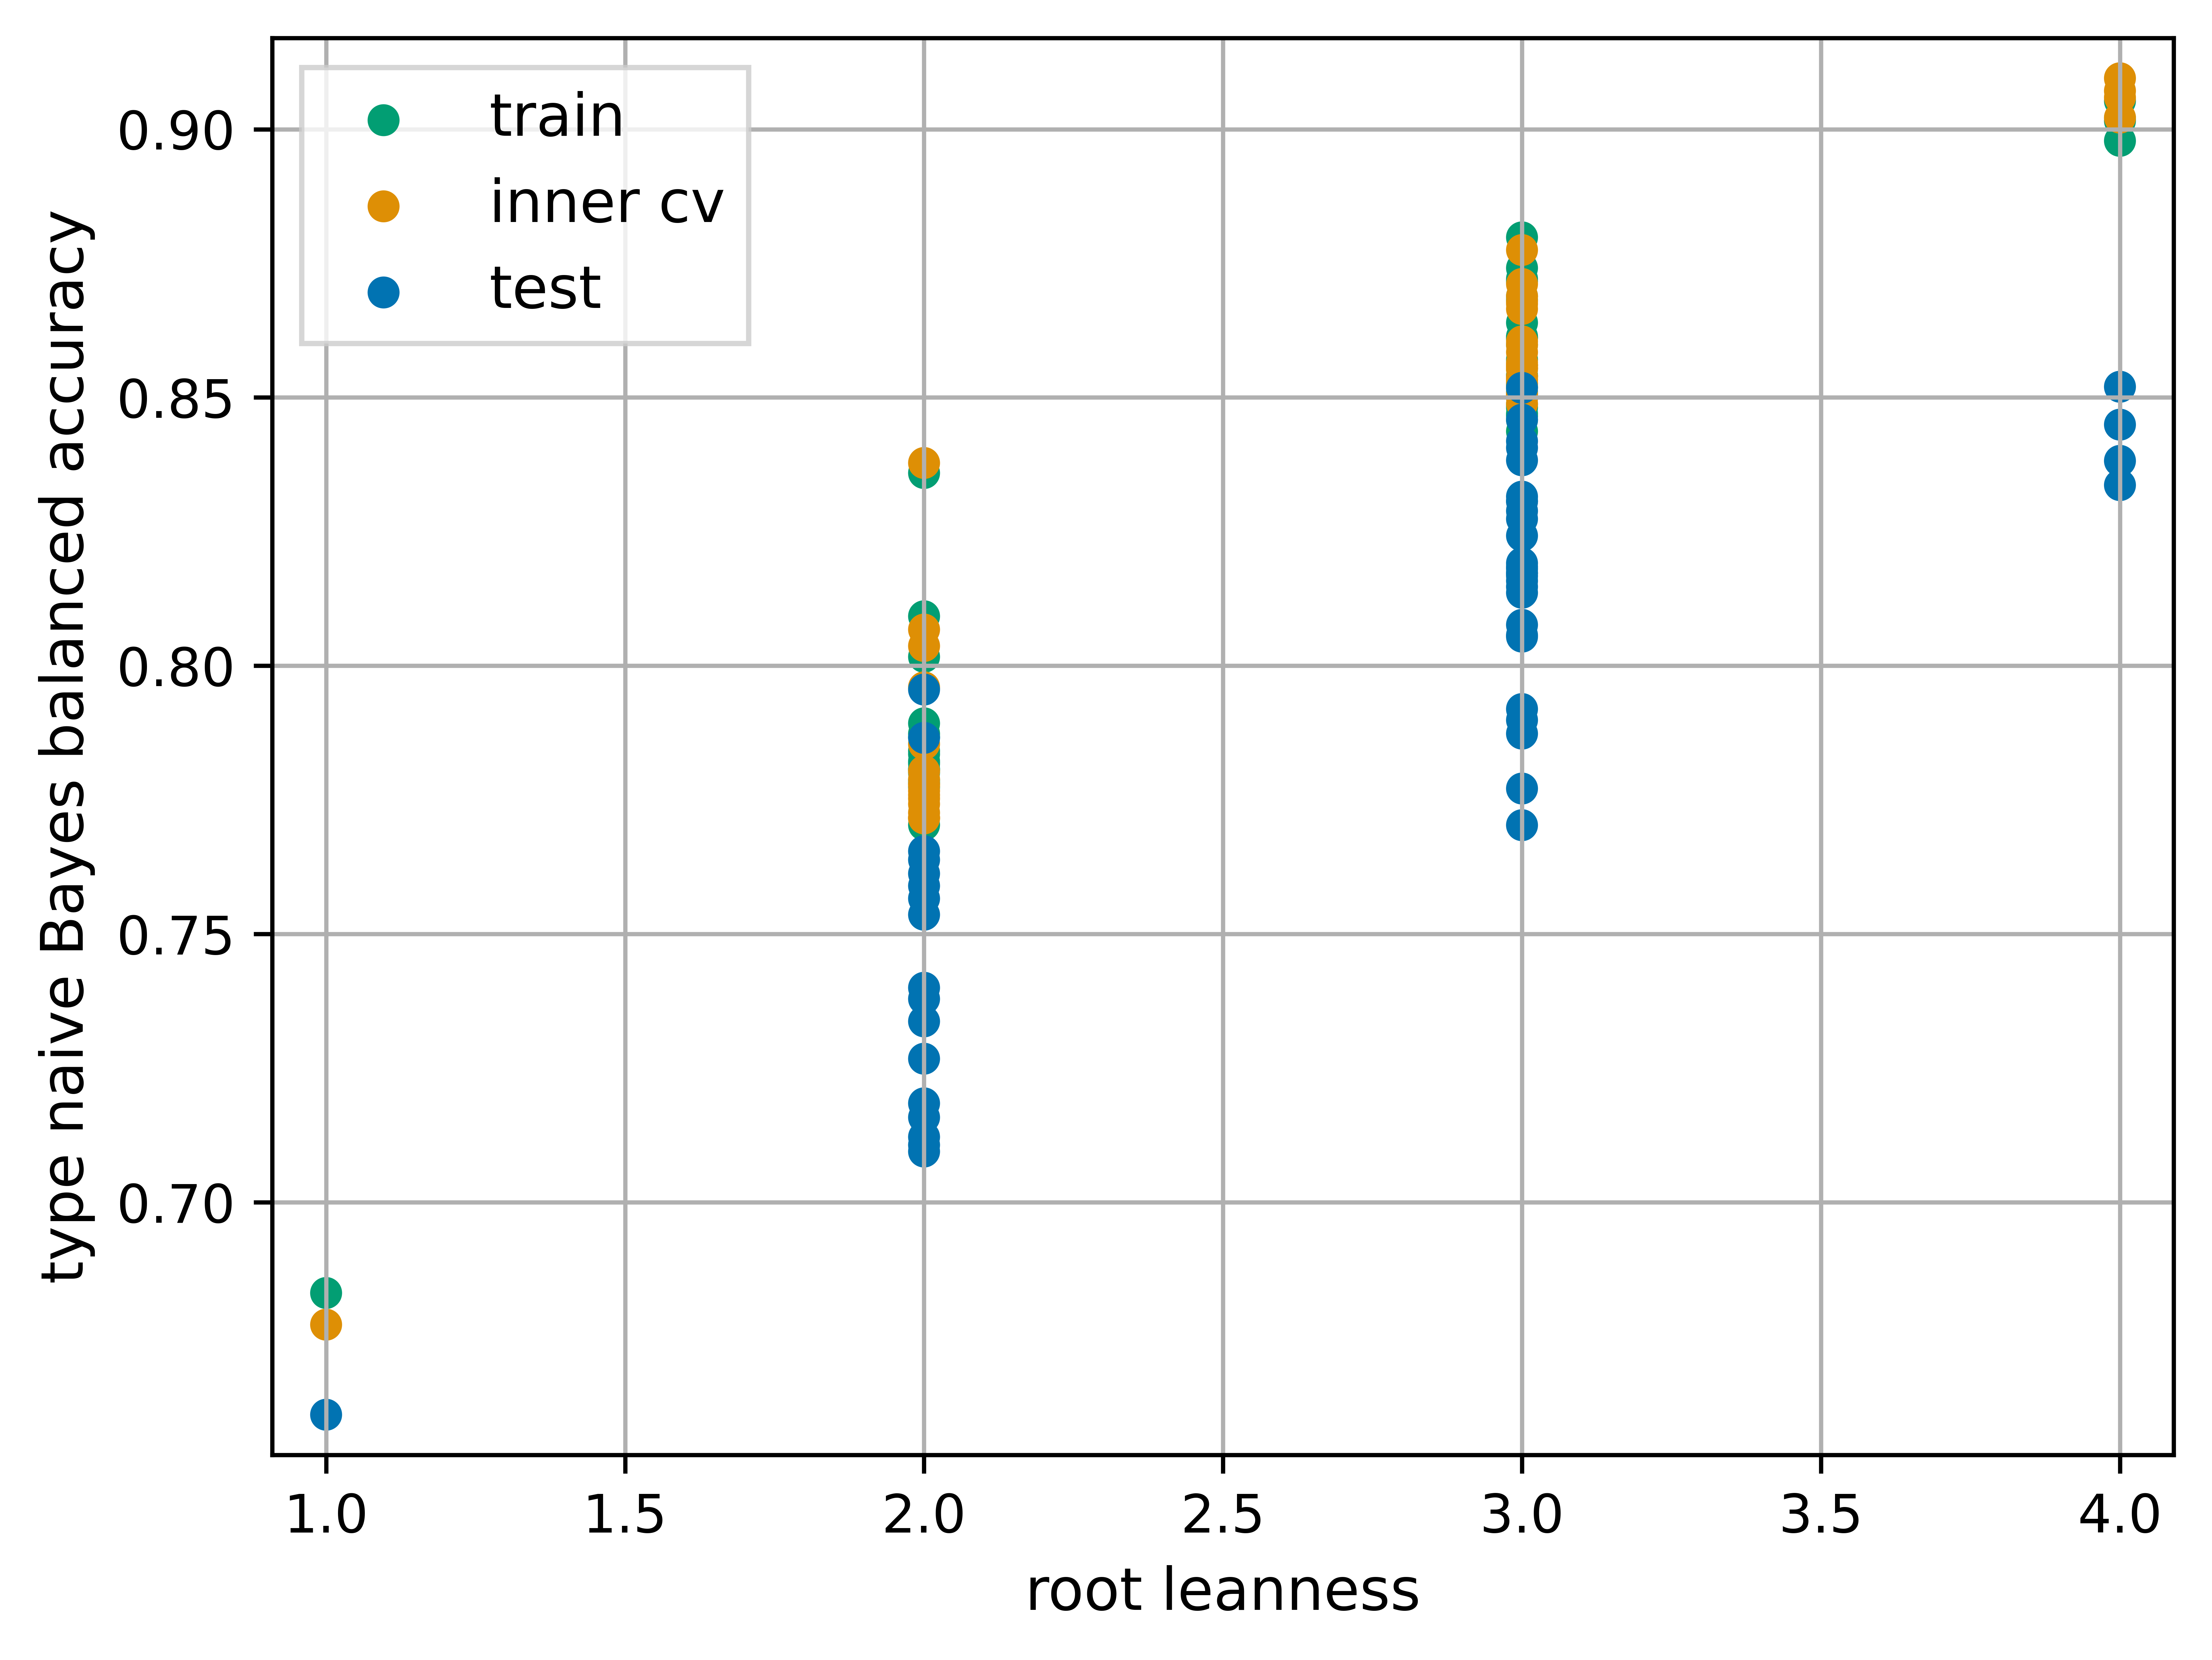 train
inner cv
test
0.90
0.85
0.80
0.75
0.70
type naive Bayes balanced accuracy
1.0 1.5 2.0 2.5 3.0 3.5 4.0
root leanness